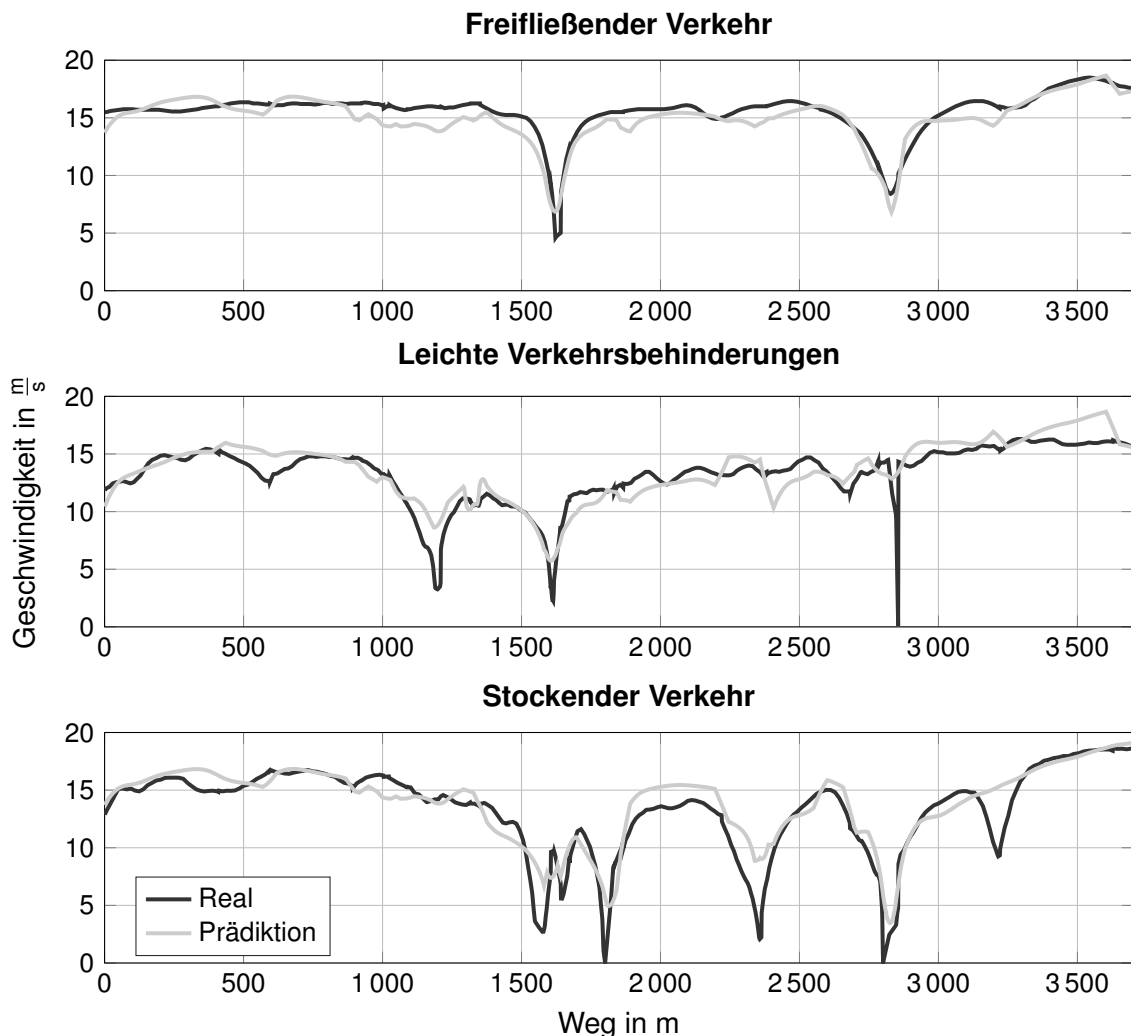 Freifließender Verkehr
20
15
10
5
0
0 500 1 000 1 500 2 000 2 500 3 000 3 500
Leichte Verkehrsbehinderungen
Geschwindigkeit in m/s
20
15
10
5
0
0 500 1 000 1 500 2 000 2 500 3 000 3 500
Stockender Verkehr
20
15
10
5
0
Real
Prädiktion
0 500 1 000 1 500 2 000 2 500 3 000 3 500
Weg in m